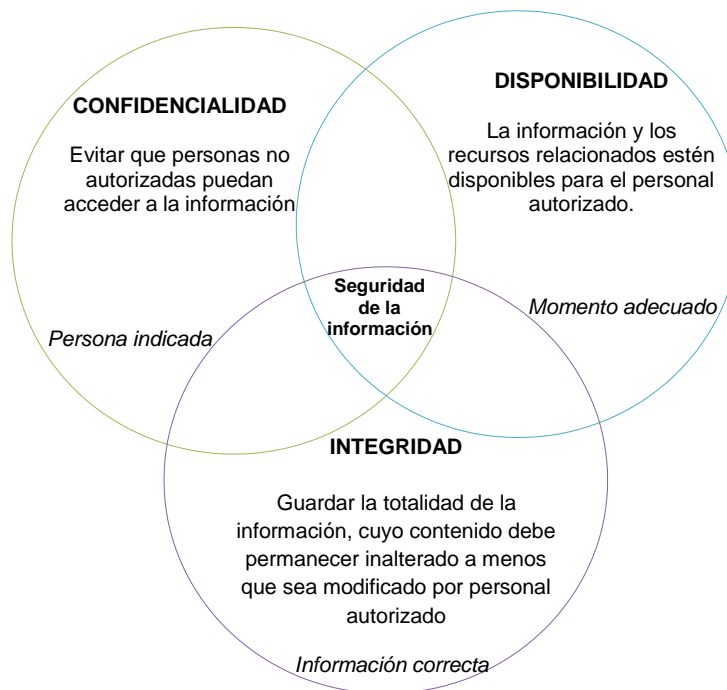 CONFIDENCIALIDAD
Evitar que personas no
autorizadas puedan
acceder a la información
Persona indicada
DISPONIBILIDAD
La información y los
recursos relacionados estén
disponibles para el personal
autorizado.
Momento adecuado
Seguridad
de la
información
INTEGRIDAD
Guardar la totalidad de la
información, cuyo contenido debe
permanecer inalterado a menos
que sea modificado por personal
autorizado
Información correcta